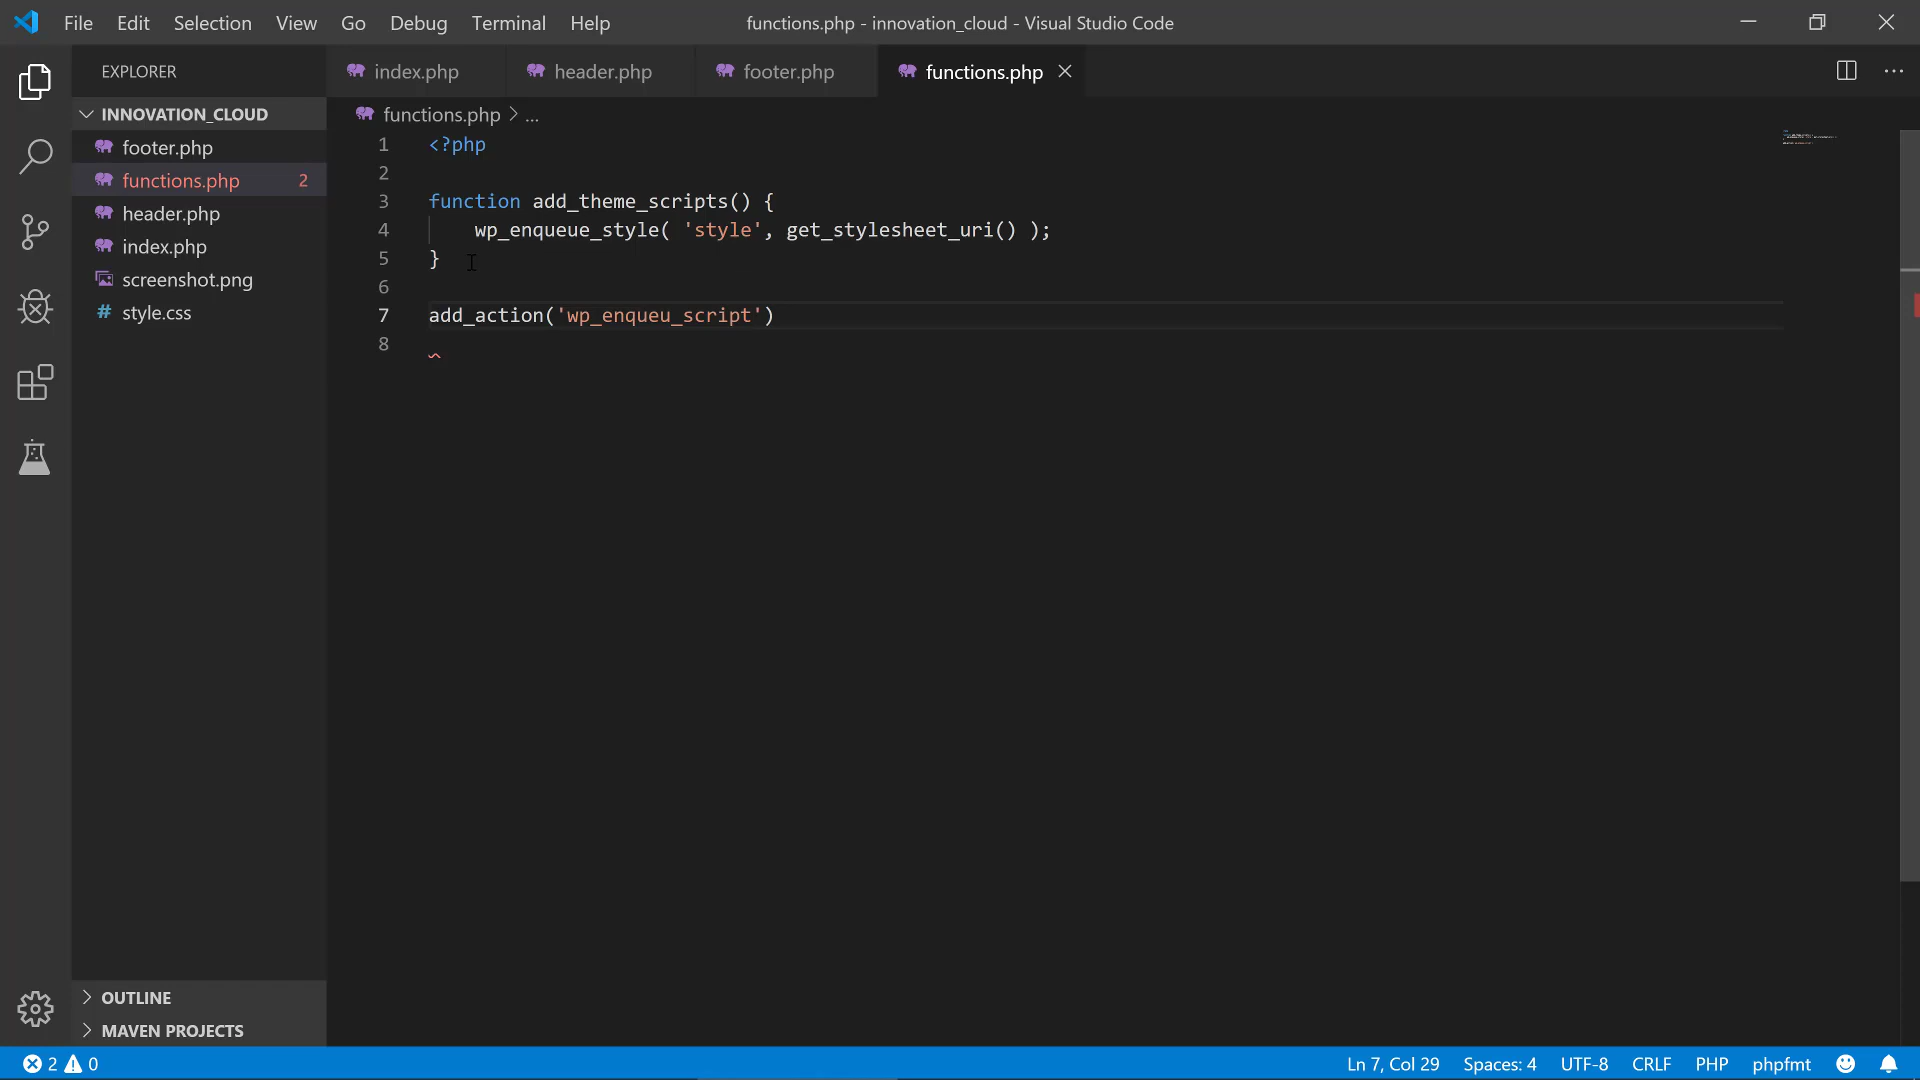 File Edit Selection View Go Debug Terminal Help
functions.php - innovation_cloud - Visual Studio Code
EXPLORER
index.php
header.php
footer.php
functions.php
INNOVATION_CLOUD
footer.php
functions.php 2
header.php
index.php
screenshot.png
# style.css
functions.php > ...
1 <?php
2
3 function add_theme_scripts() {
4 wp_enqueue_style( 'style', get_stylesheet_uri() );
5 }
6
7 add_action('wp_enqueu_script')
8
OUTLINE
MAVEN PROJECTS
2 0
Ln 7, Col 29 Spaces: 4 UTF-8 CRLF PHP phpfmt